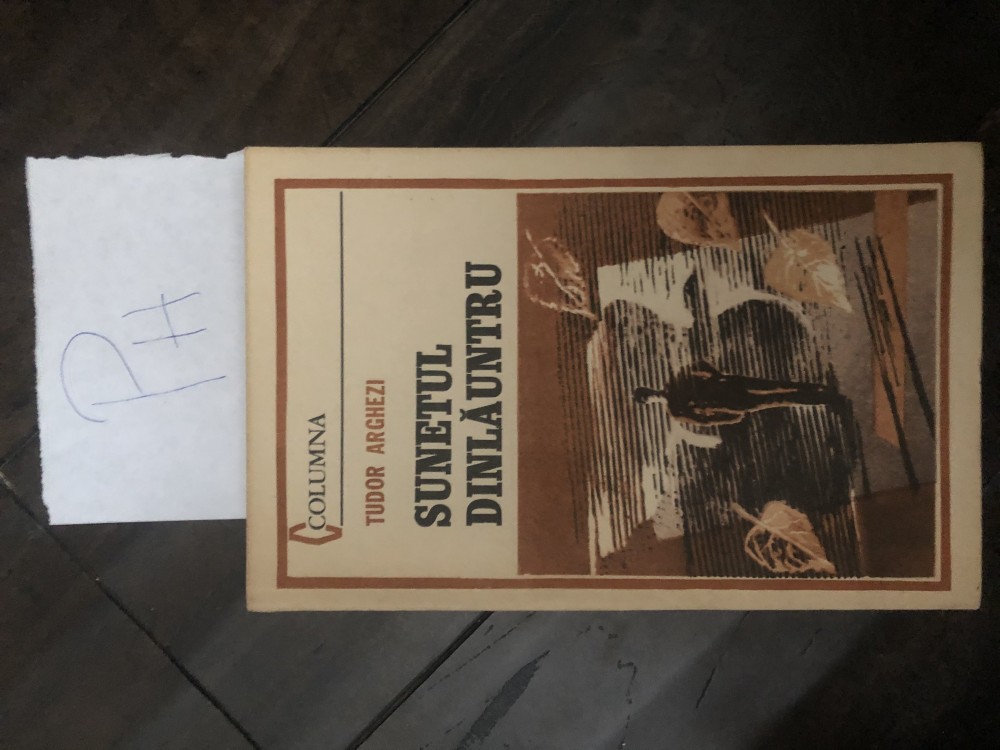 PH
COLUMNA
TUDOR ARGHEZI
SUNETUL
DINLĂUNTRU